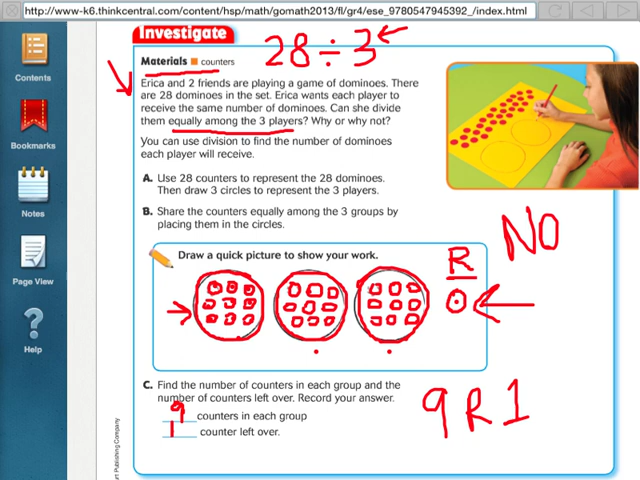 http://www-k6.thinkcentral.com/content/hsp/math/gomath2013/fl/gr4/ese_9780547945392_/index.html
Contents
Bookmarks
Notes
Page View
Help
Investigate
28 ÷ 3
Materials ■ counters
Erica and 2 friends are playing a game of dominoes. There
are 28 dominoes in the set. Erica wants each player to
receive the same number of dominoes. Can she divide
them equally among the 3 players? Why or why not?
You can use division to find the number of dominoes
each player will receive.
A. Use 28 counters to represent the 28 dominoes.
Then draw 3 circles to represent the 3 players.
B. Share the counters equally among the 3 groups by
placing them in the circles.
NO
Draw a quick picture to show your work.
R
C. Find the number of counters in each group and the
number of counters left over. Record your answer.
9 counters in each group
1 counter left over.
9 R 1
rt Publishing Company